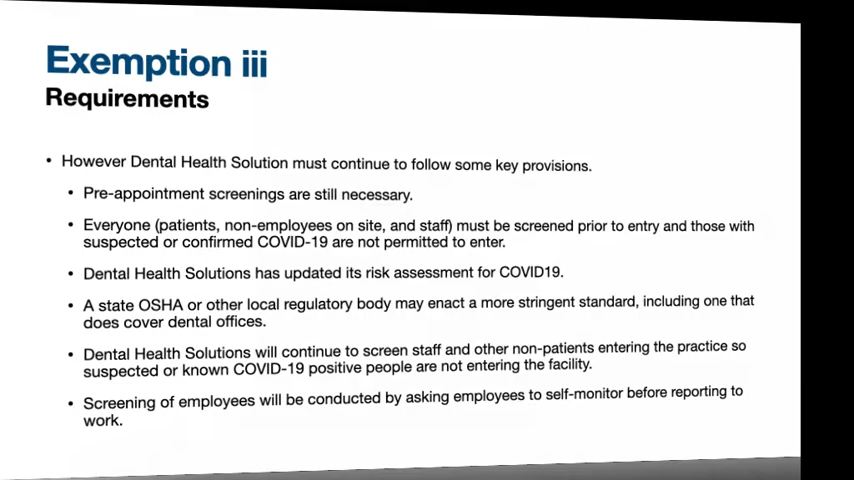 Exemption iii
Requirements
• However Dental Health Solution must continue to follow some key provisions.
• Pre-appointment screenings are still necessary.
• Everyone (patients, non-employees on site, and staff) must be screened prior to entry and those with
suspected or confirmed COVID-19 are not permitted to enter.
• Dental Health Solutions has updated its risk assessment for COVID19.
• A state OSHA or other local regulatory body may enact a more stringent standard, including one that
does cover dental offices.
• Dental Health Solutions will continue to screen staff and other non-patients entering the practice so
suspected or known COVID-19 positive people are not entering the facility.
• Screening of employees will be conducted by asking employees to self-monitor before reporting to
work.